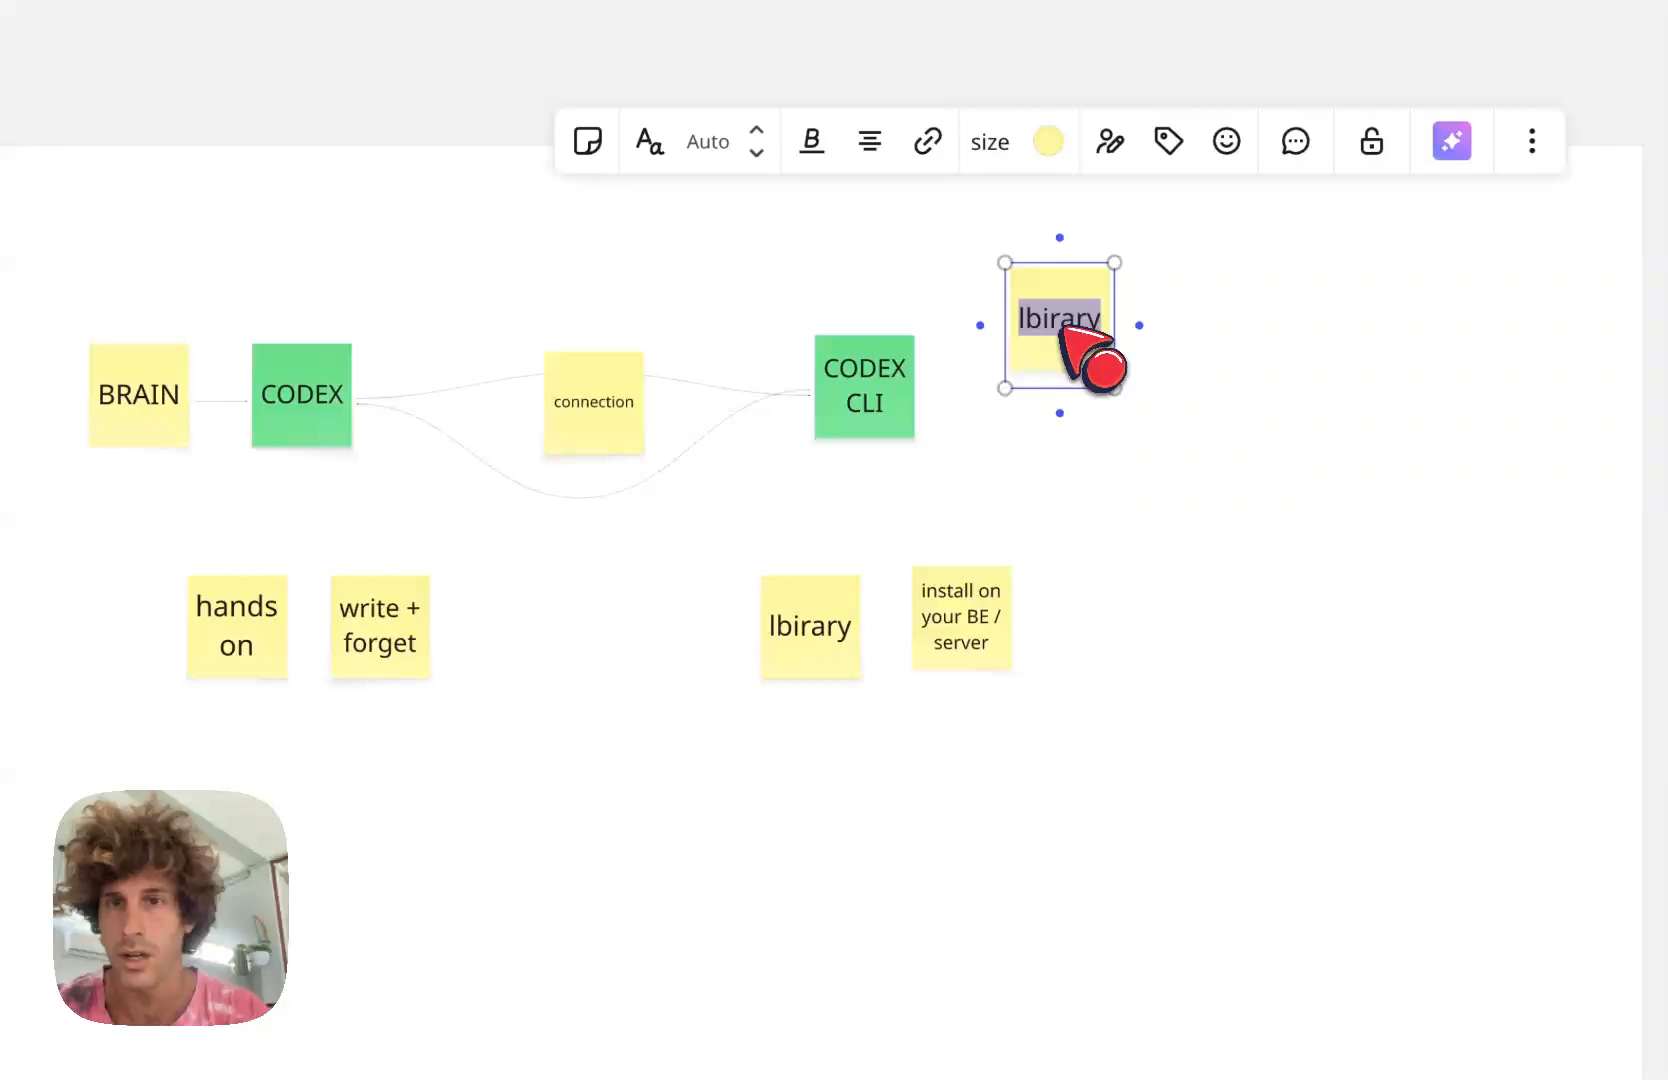 Auto
B
size
lbirary
BRAIN
CODEX
connection
CODEX
CLI
hands
on
write +
forget
lbirary
install on
your BE /
server